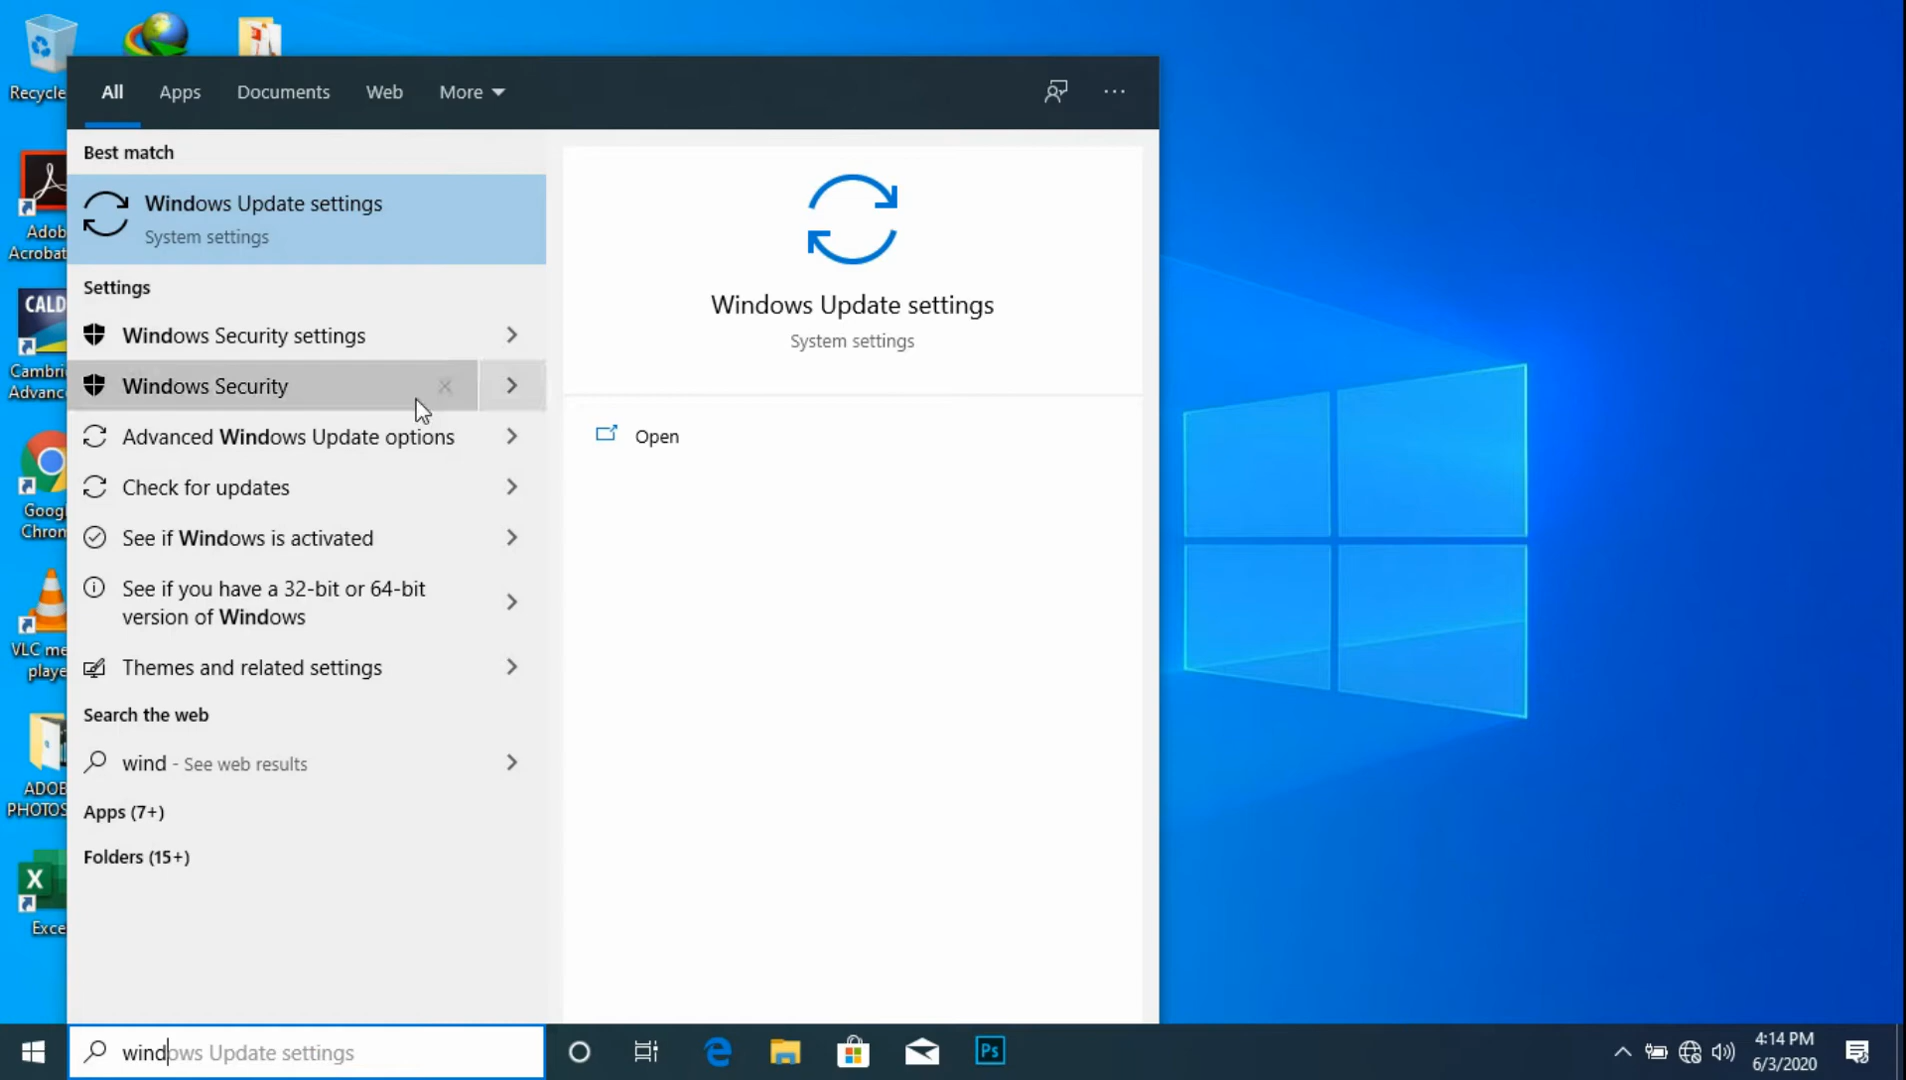 Recycle
All Apps Documents Web More
Best match
Windows Update settings
System settings
Settings
Windows Security settings
Windows Security
Advanced Windows Update options
Check for updates
See if Windows is activated
See if you have a 32-bit or 64-bit
version of Windows
Themes and related settings
Search the web
wind - See web results
Apps (7+)
Folders (15+)
Windows Update settings
System settings
Open
Adob
Acrobat
CALD
Cambri
Advance
Goog
Chrom
VLC me
playe
ADOB
PHOTOS
X
Exce
windows Update settings
Ps
4:14 PM
6/3/2020